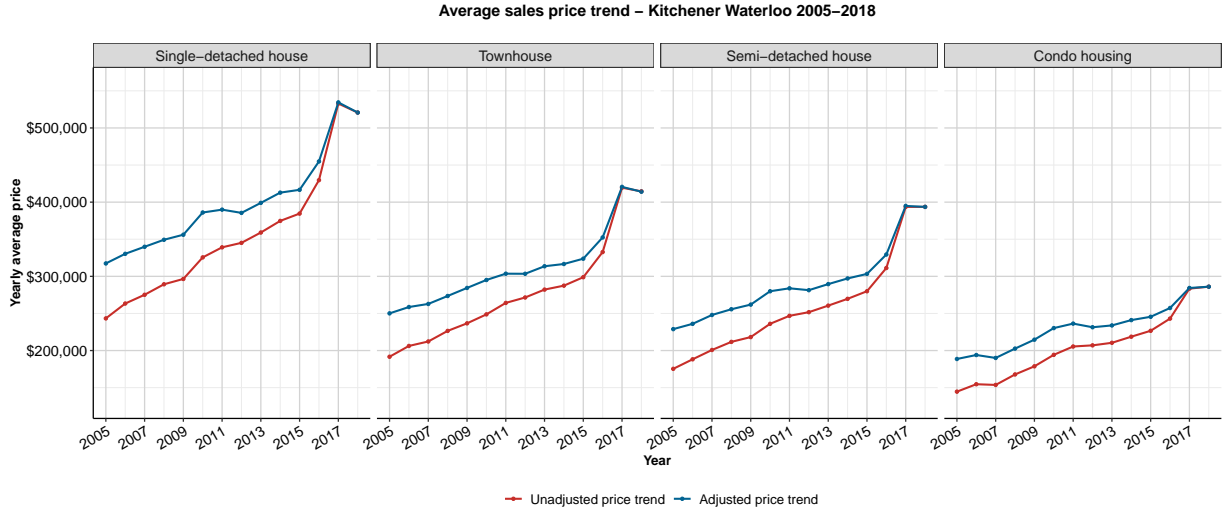 Average sales price trend – Kitchener Waterloo 2005–2018
Single–detached house
Townhouse
Semi–detached house
Condo housing
Yearly average price
$500,000
$400,000
$300,000
$200,000
2005 2007 2009 2011 2013 2015 2017
2005 2007 2009 2011 2013 2015 2017
2005 2007 2009 2011 2013 2015 2017
2005 2007 2009 2011 2013 2015 2017
Year
Unadjusted price trend Adjusted price trend